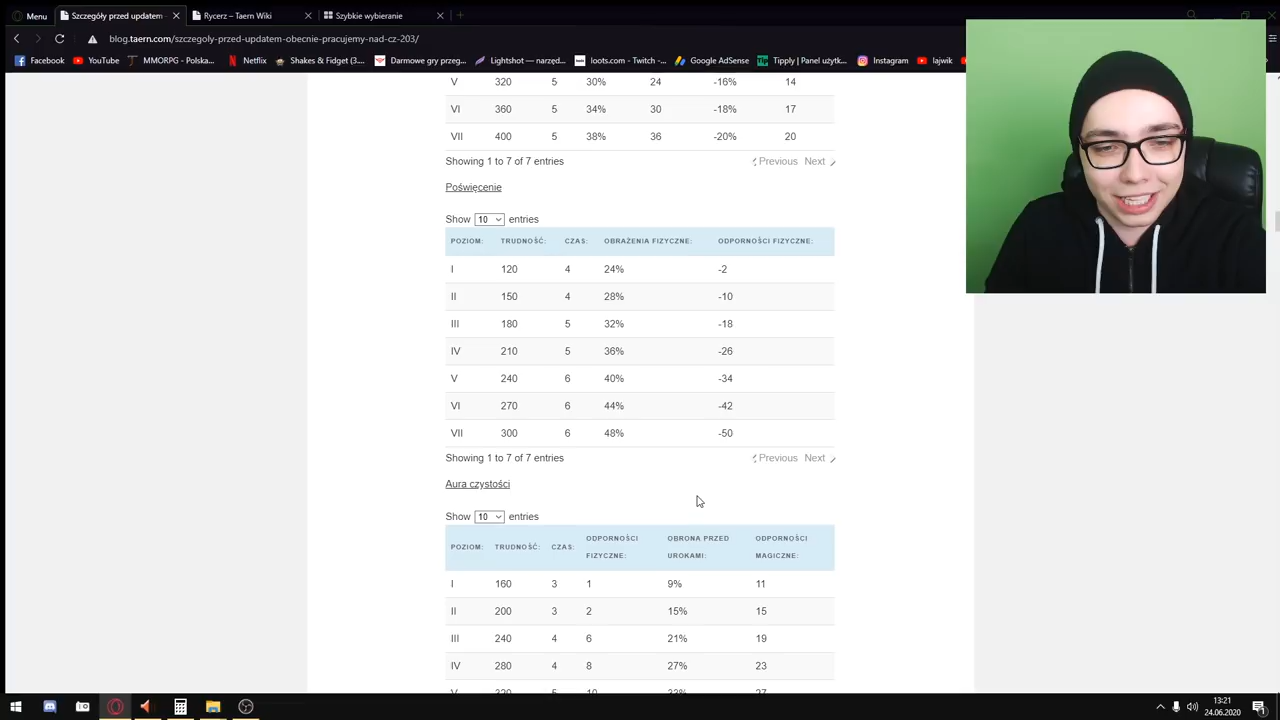 Menu
Szczegóły przed updatem
Rycerz – Taern Wiki
Szybkie wybieranie
blog.taern.com/szczegoly-przed-updatem-obecnie-pracujemy-nad-cz-203/
Facebook
YouTube
MMORPG - Polska...
Netflix
Shakes & Fidget (3....
Darmowe gry przeg...
Lightshot — narzęd...
loots.com - Twitch -...
Google AdSense
Tipply | Panel użytk...
Instagram
lajwik
V 320 5 30% 24 -16% 14
VI 360 5 34% 30 -18% 17
VII 400 5 38% 36 -20% 20
Showing 1 to 7 of 7 entries Previous Next
Poświęcenie
Show 10 entries
POZIOM: TRUDNOŚĆ: CZAS: OBRAŻENIA FIZYCZNE: ODPORNOŚCI FIZYCZNE:
I 120 4 24% -2
II 150 4 28% -10
III 180 5 32% -18
IV 210 5 36% -26
V 240 6 40% -34
VI 270 6 44% -42
VII 300 6 48% -50
Showing 1 to 7 of 7 entries Previous Next
Aura czystości
Show 10 entries
POZIOM: TRUDNOŚĆ: CZAS: ODPORNOŚCI FIZYCZNE: OBRONA PRZED UROKAMI: ODPORNOŚCI MAGICZNE:
I 160 3 1 9% 11
II 200 3 2 15% 15
III 240 4 6 21% 19
IV 280 4 8 27% 23
V 320 5 10 33% 27
13:21
24.06.2020